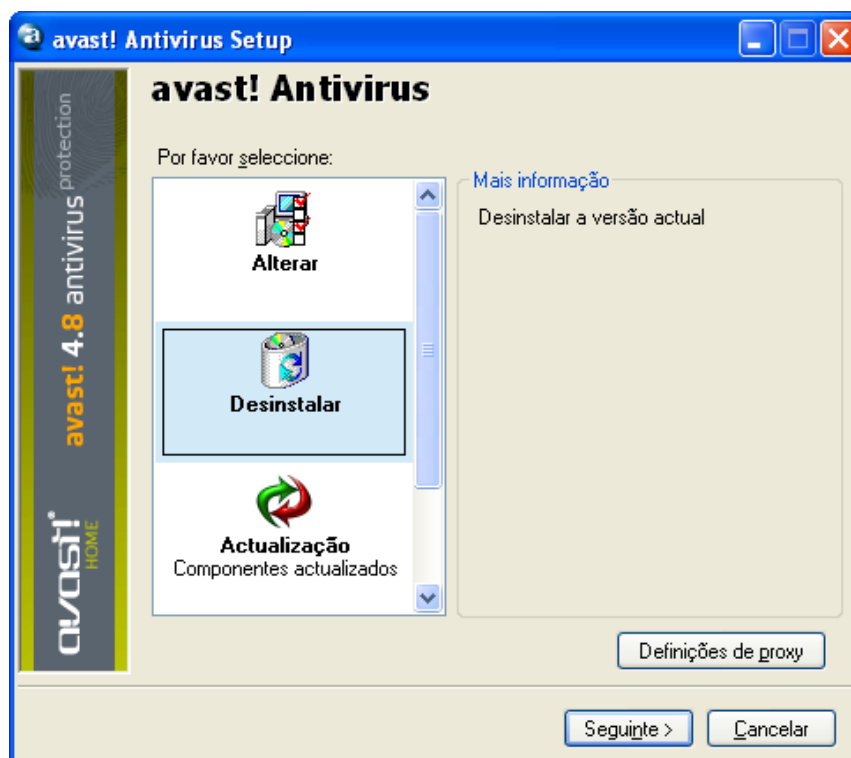 avast! Antivirus Setup
avast! Antivirus
Por favor seleccione:
Alterar
Desinstalar
Actualização
Componentes actualizados
Mais informação
Desinstalar a versão actual
Definições de proxy
Seguinte >
Cancelar
avast! 4.8 antivirus protection
avast!®
HOME